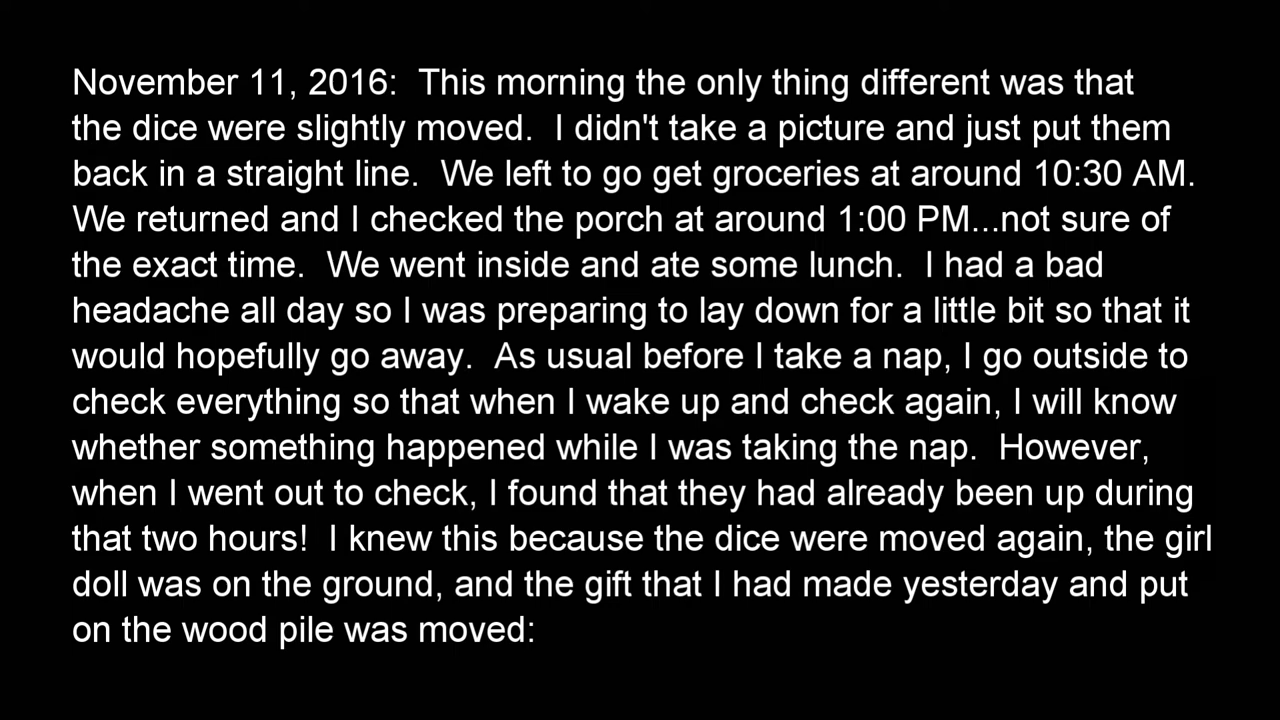 November 11, 2016:  This morning the only thing different was that
the dice were slightly moved.  I didn't take a picture and just put them
back in a straight line.  We left to go get groceries at around 10:30 AM.
We returned and I checked the porch at around 1:00 PM...not sure of
the exact time.  We went inside and ate some lunch.  I had a bad
headache all day so I was preparing to lay down for a little bit so that it
would hopefully go away.  As usual before I take a nap, I go outside to
check everything so that when I wake up and check again, I will know
whether something happened while I was taking the nap.  However,
when I went out to check, I found that they had already been up during
that two hours!  I knew this because the dice were moved again, the girl
doll was on the ground, and the gift that I had made yesterday and put
on the wood pile was moved: